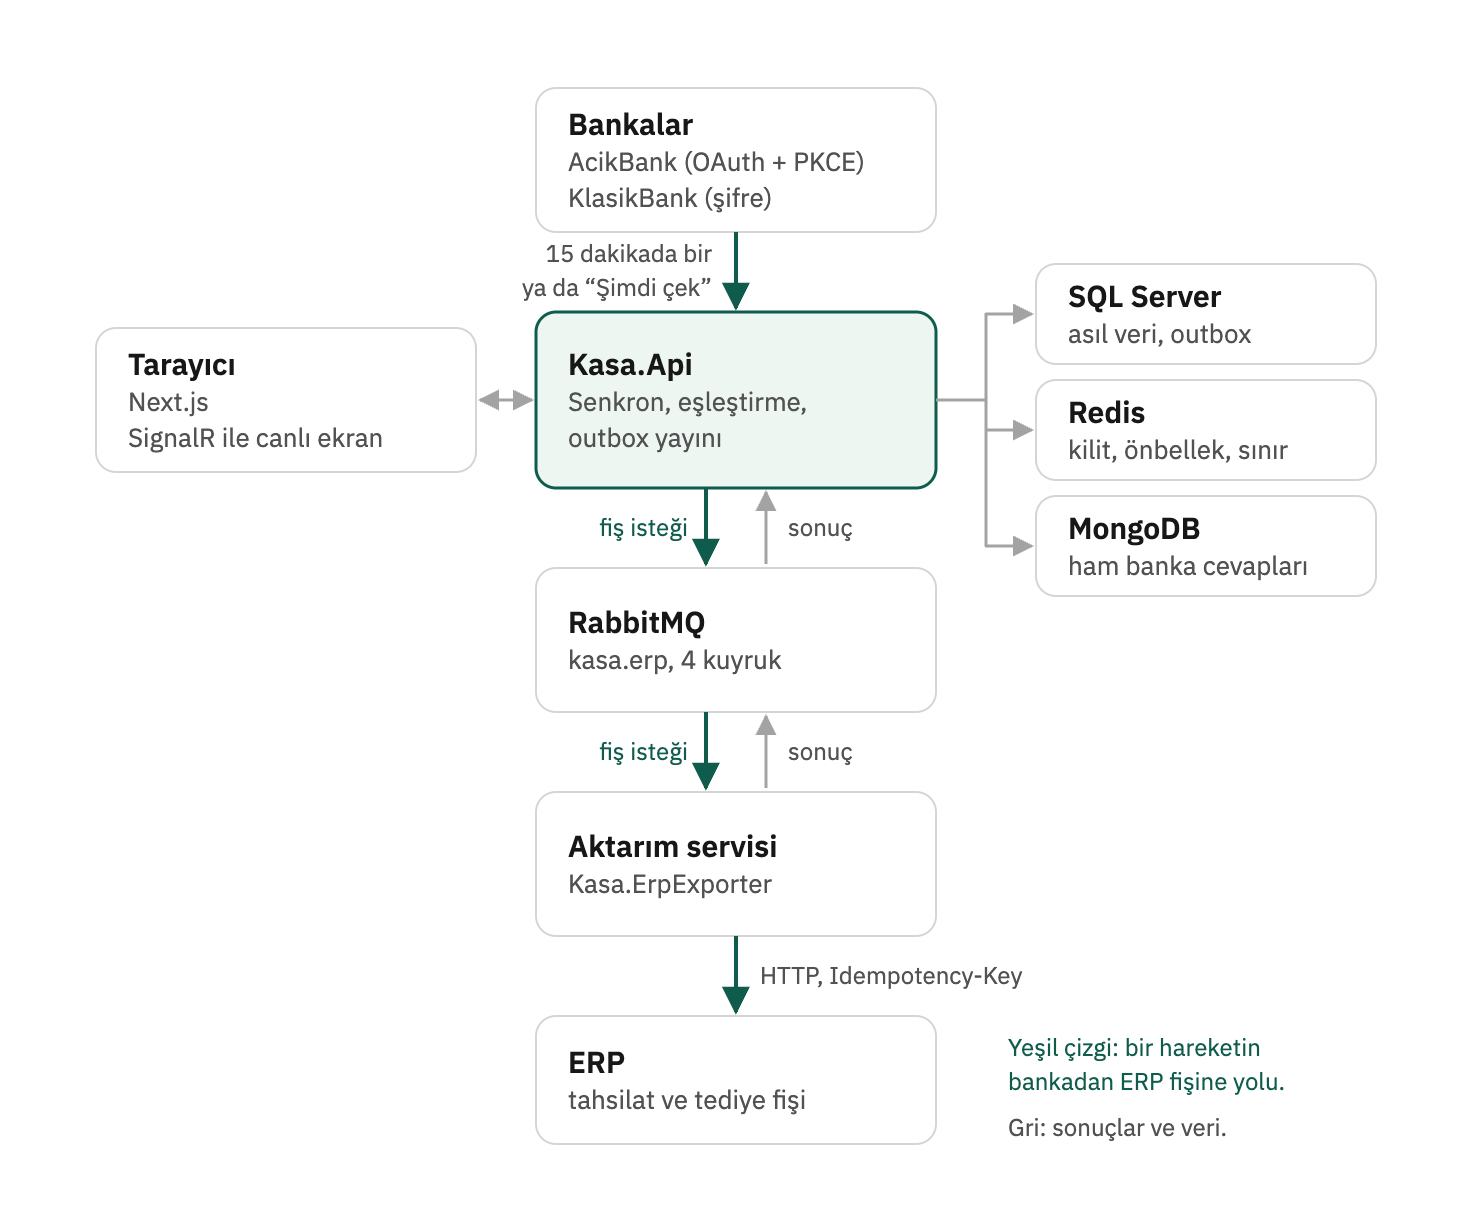 Bankalar
AcikBank (OAuth + PKCE)
KlasikBank (şifre)
15 dakikada bir
ya da “Şimdi çek”
Tarayıcı
Next.js
SignalR ile canlı ekran
Kasa.Api
Senkron, eşleştirme,
outbox yayını
SQL Server
asıl veri, outbox
Redis
kilit, önbellek, sınır
MongoDB
ham banka cevapları
fiş isteği
sonuç
RabbitMQ
kasa.erp, 4 kuyruk
fiş isteği
sonuç
Aktarım servisi
Kasa.ErpExporter
HTTP, Idempotency-Key
ERP
tahsilat ve tediye fişi
Yeşil çizgi: bir hareketin
bankadan ERP fişine yolu.
Gri: sonuçlar ve veri.